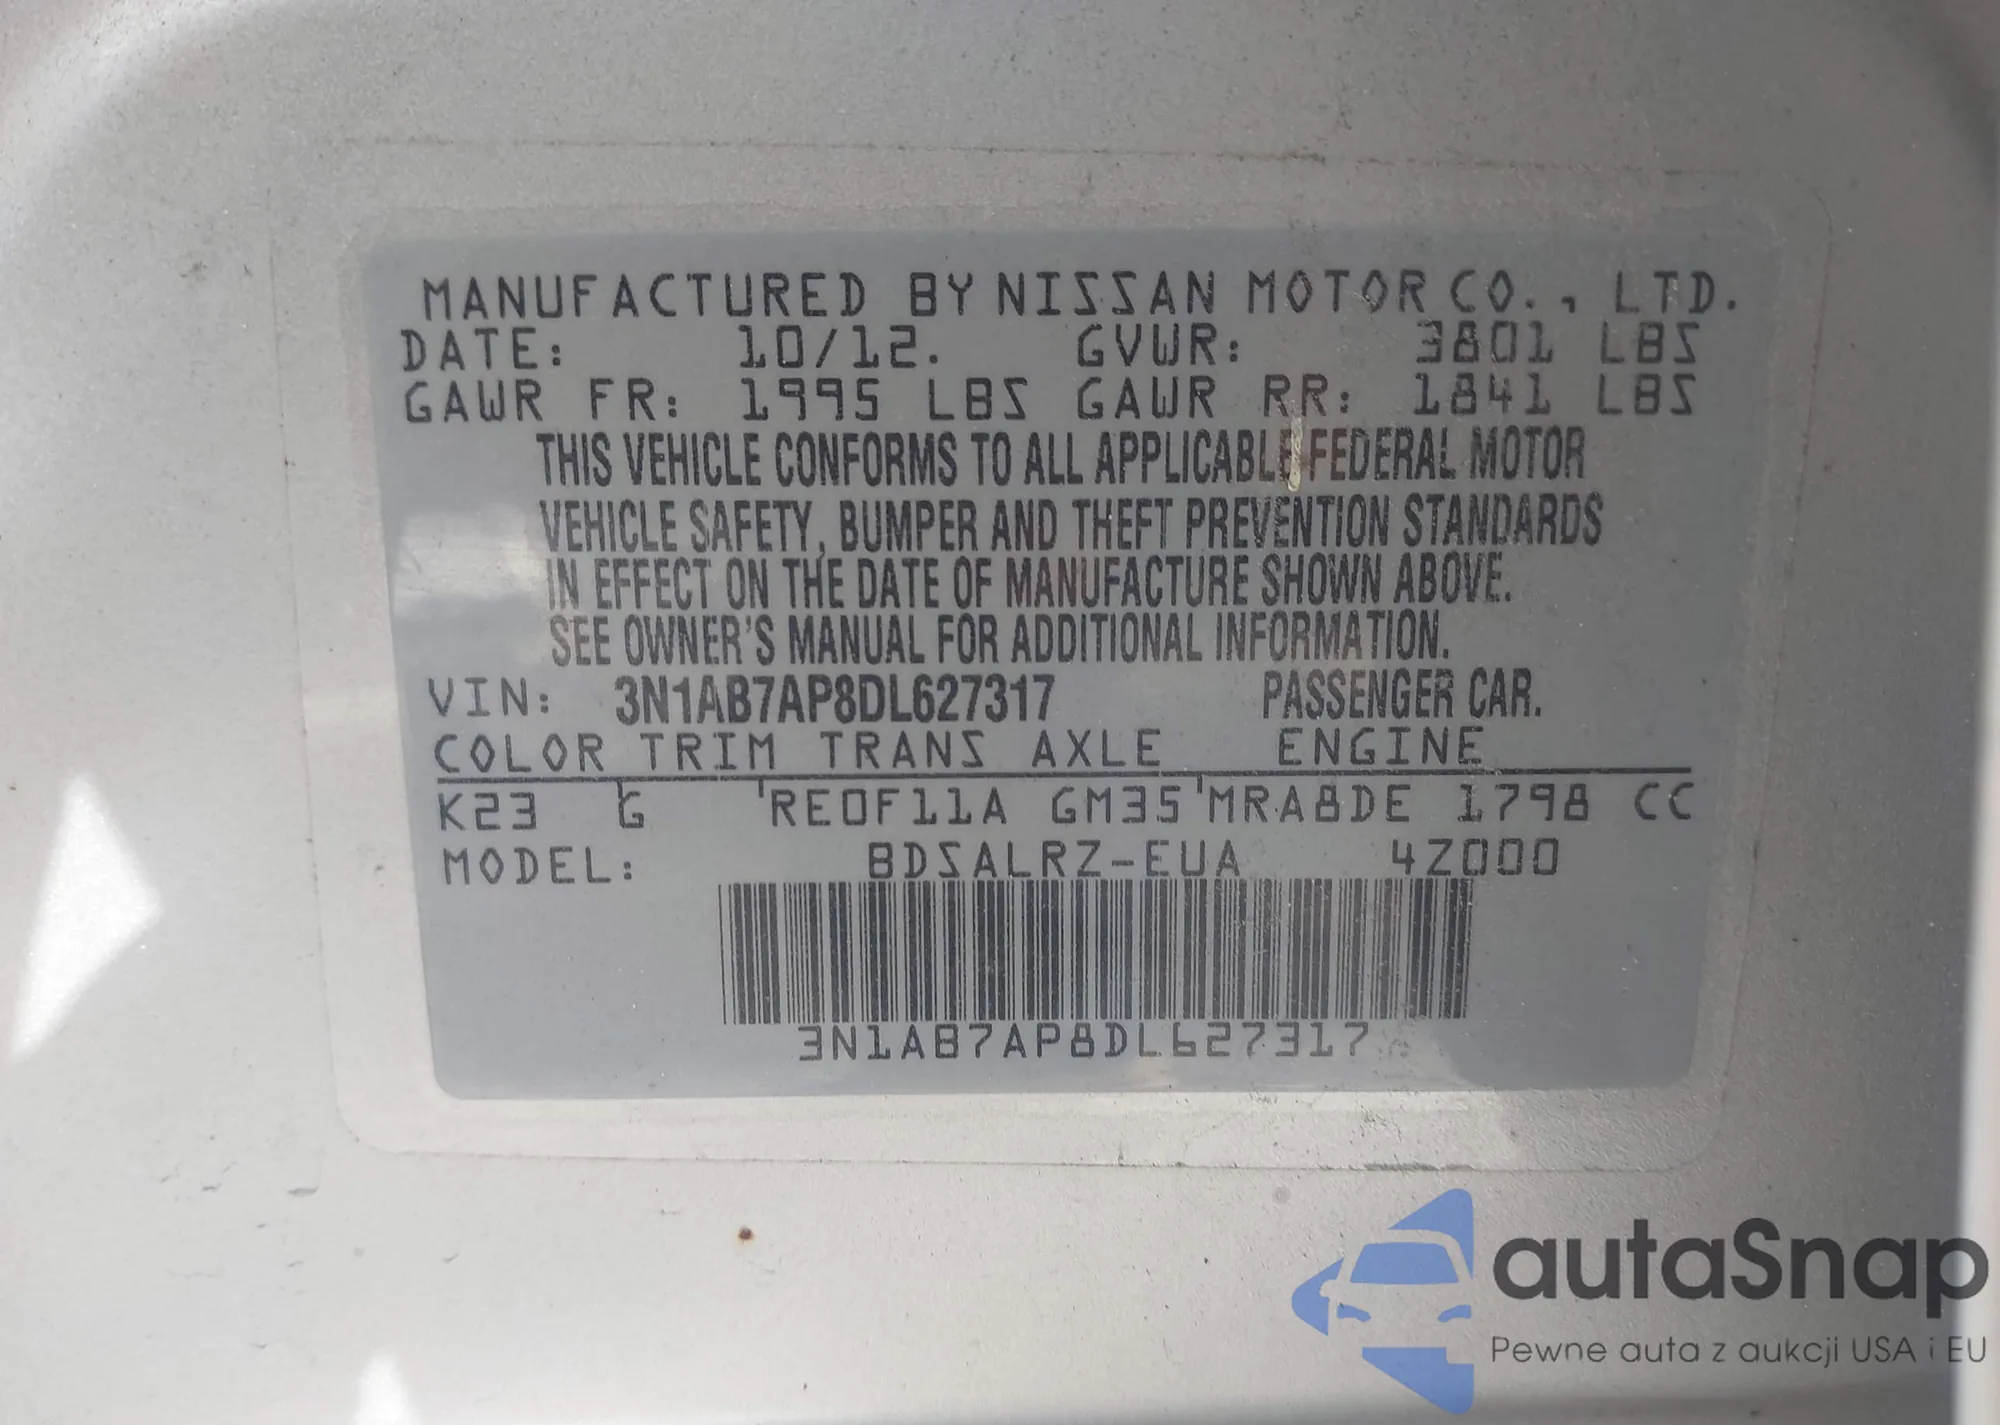 MANUFACTURED BY NISSAN MOTOR CO., LTD.
DATE: 10/12. GVWR: 3801 LBS
GAWR FR: 1995 LBS GAWR RR: 1841 LBS
THIS VEHICLE CONFORMS TO ALL APPLICABLE FEDERAL MOTOR
VEHICLE SAFETY, BUMPER AND THEFT PREVENTION STANDARDS
IN EFFECT ON THE DATE OF MANUFACTURE SHOWN ABOVE.
SEE OWNER'S MANUAL FOR ADDITIONAL INFORMATION.
VIN: 3N1AB7AP8DL627317 PASSENGER CAR.
COLOR TRIM TRANS AXLE ENGINE
K23 G RE0F11A GM35 MRA8DE 1798 CC
MODEL: BDSALRZ-EUA 4Z000
3N1AB7AP8DL627317
autaSnap
Pewne auta z aukcji USA i EU